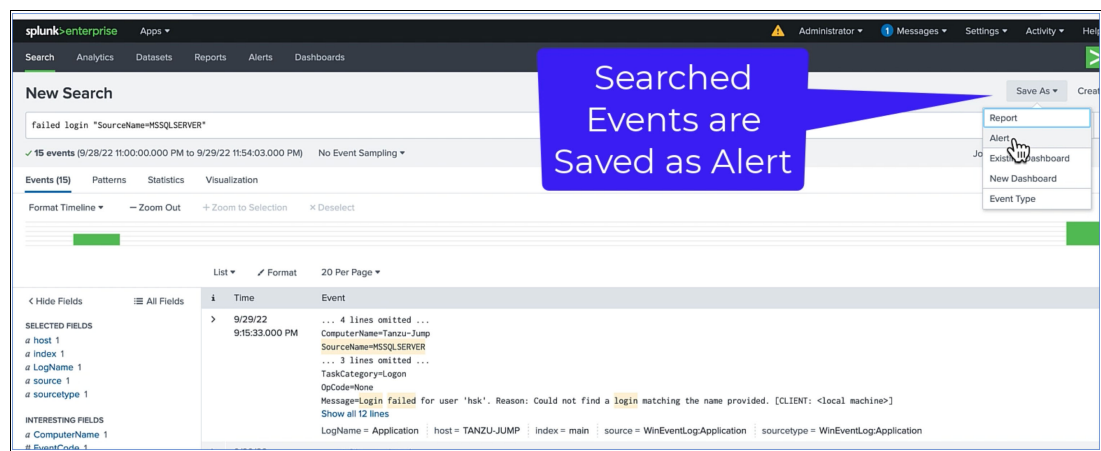 splunk>enterprise Apps ▾ Administrator ▾ 1 Messages ▾ Settings ▾ Activity ▾ Help
Search Analytics Datasets Reports Alerts Dashboards
Searched
Events are
Saved as Alert
New Search
Save As ▾
failed login "SourceName=MSSQLSERVER"
Report
Alert
Dashboard
New Dashboard
Event Type
✓ 15 events (9/28/22 11:00:00.000 PM to 9/29/22 11:54:03.000 PM) No Event Sampling ▾
Events (15) Patterns Statistics Visualization
Format Timeline ▾ — Zoom Out + Zoom to Selection × Deselect
List ▾ Format 20 Per Page ▾
< Hide Fields All Fields
i Time Event
SELECTED FIELDS
a host 1
a index 1
a LogName 1
a source 1
a sourcetype 1
INTERESTING FIELDS
a ComputerName 1
# EventCode 1
> 9/29/22
9:15:33.000 PM
... 4 lines omitted ...
ComputerName=Tanzu-Jump
SourceName=MSSQLSERVER
... 3 lines omitted ...
TaskCategory=Logon
OpCode=None
Message=Login failed for user 'hsk'. Reason: Could not find a login matching the name provided. [CLIENT: <local machine>]
Show all 12 lines
LogName = Application host = TANZU-JUMP index = main source = WinEventLog:Application sourcetype = WinEventLog:Application